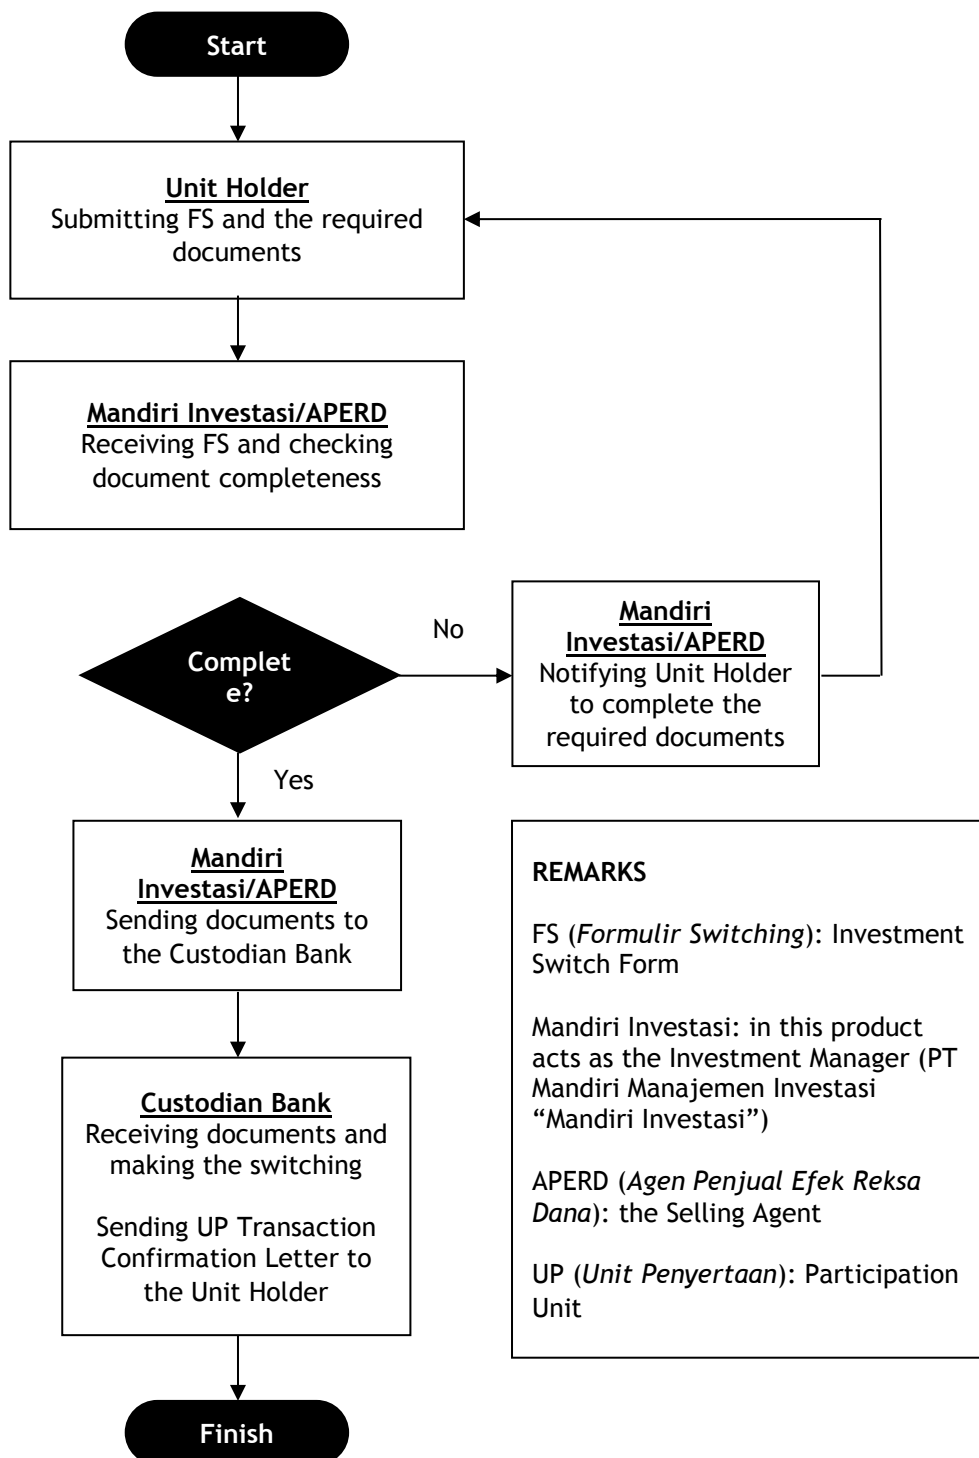 Start
Unit Holder
Submitting FS and the required
documents
Mandiri Investasi/APERD
Receiving FS and checking
document completeness
Complet
e?
No
Mandiri
Investasi/APERD
Notifying Unit Holder
to complete the
required documents
Yes
Mandiri
Investasi/APERD
Sending documents to
the Custodian Bank
Custodian Bank
Receiving documents and
making the switching
Sending UP Transaction
Confirmation Letter to
the Unit Holder
Finish
REMARKS
FS (Formulir Switching): Investment
Switch Form
Mandiri Investasi: in this product
acts as the Investment Manager (PT
Mandiri Manajemen Investasi
“Mandiri Investasi”)
APERD (Agen Penjual Efek Reksa
Dana): the Selling Agent
UP (Unit Penyertaan): Participation
Unit